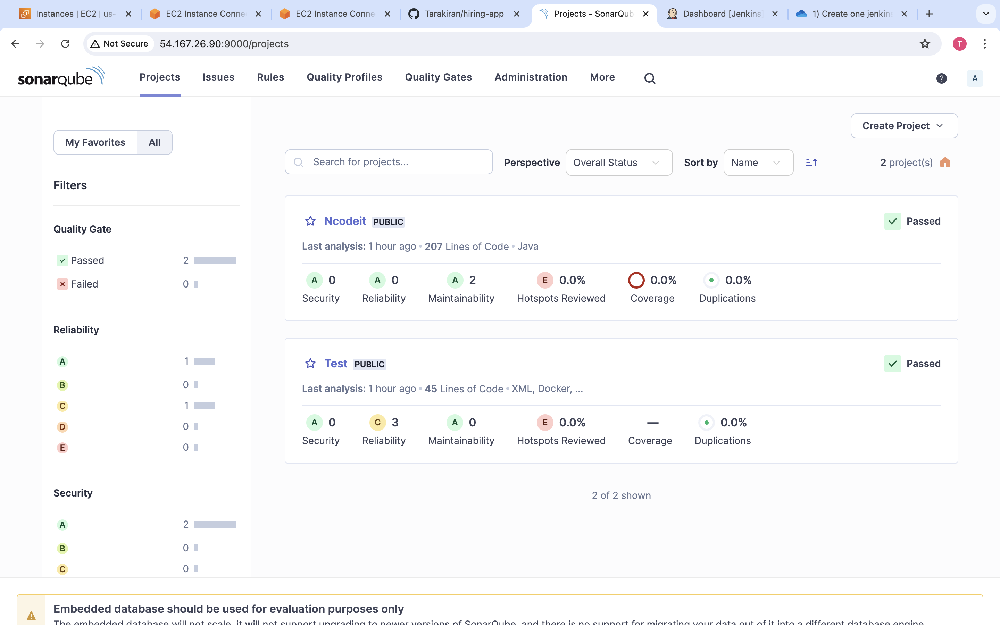 Instances | EC2 | us-
EC2 Instance Conne
EC2 Instance Conne
Tarakiran/hiring-app
Projects - SonarQub
Dashboard [Jenkins]
1) Create one jenkins
Not Secure
54.167.26.90:9000/projects
T
sonarqube
Projects
Issues
Rules
Quality Profiles
Quality Gates
Administration
More
?
A
My Favorites
All
Create Project
Search for projects...
Perspective
Overall Status
Sort by
Name
2 project(s)
Filters
Quality Gate
Passed 2
Failed 0
Reliability
A 1
B 0
C 1
D 0
E 0
Security
A 2
B 0
C 0
Ncodeit PUBLIC
Passed
Last analysis: 1 hour ago • 207 Lines of Code • Java
A 0 A 0 A 2 E 0.0% 0.0% 0.0%
Security Reliability Maintainability Hotspots Reviewed Coverage Duplications
Test PUBLIC
Passed
Last analysis: 1 hour ago • 45 Lines of Code • XML, Docker, ...
A 0 C 3 A 0 E 0.0% — 0.0%
Security Reliability Maintainability Hotspots Reviewed Coverage Duplications
2 of 2 shown
Embedded database should be used for evaluation purposes only
The embedded database will not scale, it will not support upgrading to newer versions of SonarQube, and there is no support for migrating your data out of it into a different database engine.